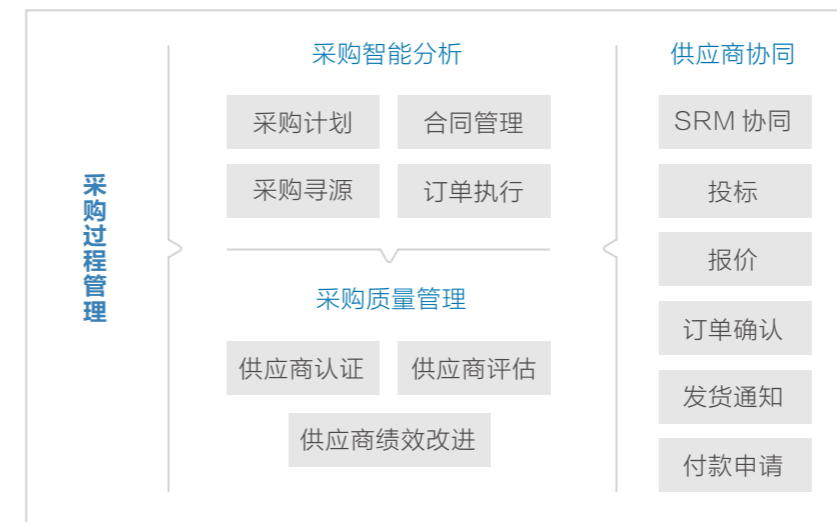 采购过程管理
采购智能分析
采购计划
合同管理
采购寻源
订单执行
采购质量管理
供应商认证
供应商评估
供应商绩效改进
供应商协同
SRM 协同
投标
报价
订单确认
发货通知
付款申请